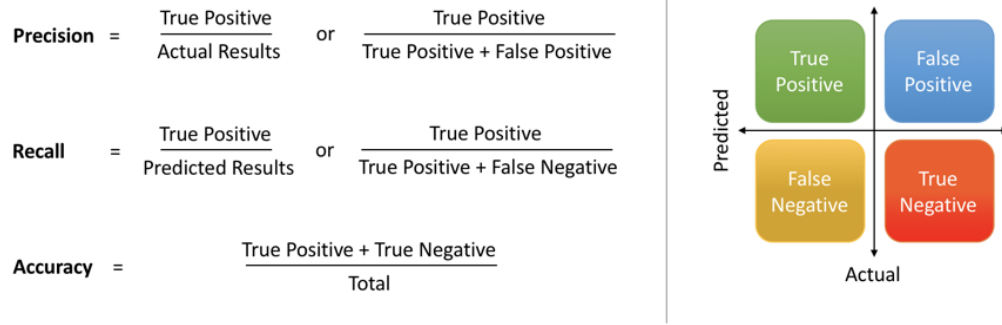 Precision = True Positive / Actual Results or True Positive / True Positive + False Positive
Recall = True Positive / Predicted Results or True Positive / True Positive + False Negative
Accuracy = True Positive + True Negative / Total
Predicted
True
Positive
False
Positive
False
Negative
True
Negative
Actual